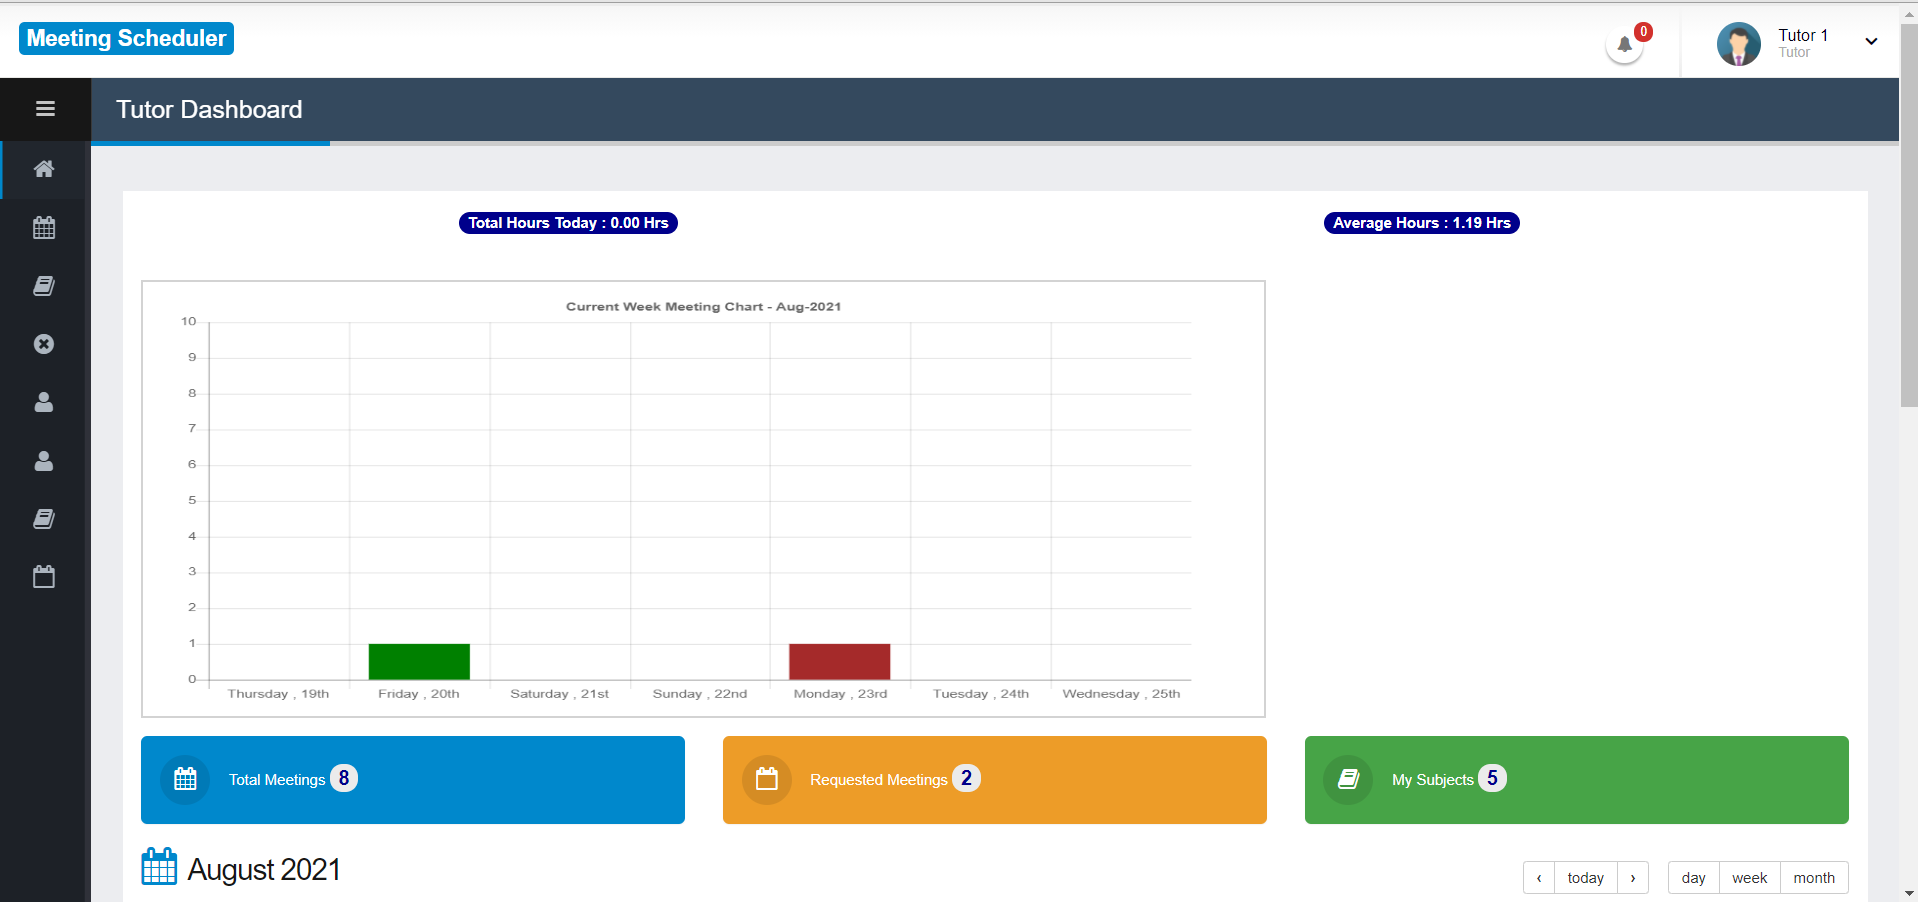 Meeting Scheduler
0
Tutor 1
Tutor
Tutor Dashboard
Total Hours Today : 0.00 Hrs
Average Hours : 1.19 Hrs
Current Week Meeting Chart - Aug-2021
10
9
8
7
6
5
4
3
2
1
0
Thursday , 19th Friday , 20th Saturday , 21st Sunday , 22nd Monday , 23rd Tuesday , 24th Wednesday , 25th
Total Meetings 8
Requested Meetings 2
My Subjects 5
August 2021
‹ today › day week month